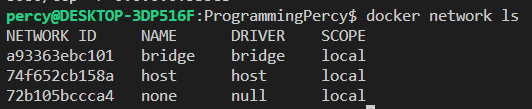 percy@DESKTOP-3DP516F:ProgrammingPercy$ docker network ls
NETWORK ID     NAME      DRIVER    SCOPE
a93363ebc101   bridge    bridge    local
74f652cb158a   host      host      local
72b105bccca4   none      null      local